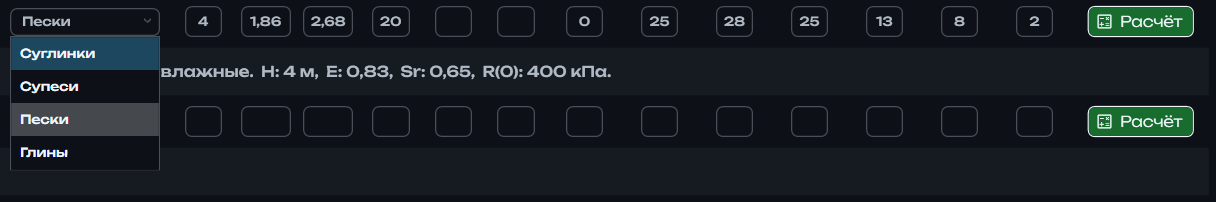 Пески 4 1,86 2,68 20 0 25 28 25 13 8 2 Расчёт
Суглинки
влажные. H: 4 м, E: 0,83, Sr: 0,65, R(0): 400 кПа.
Супеси
Пески Расчёт
Глины